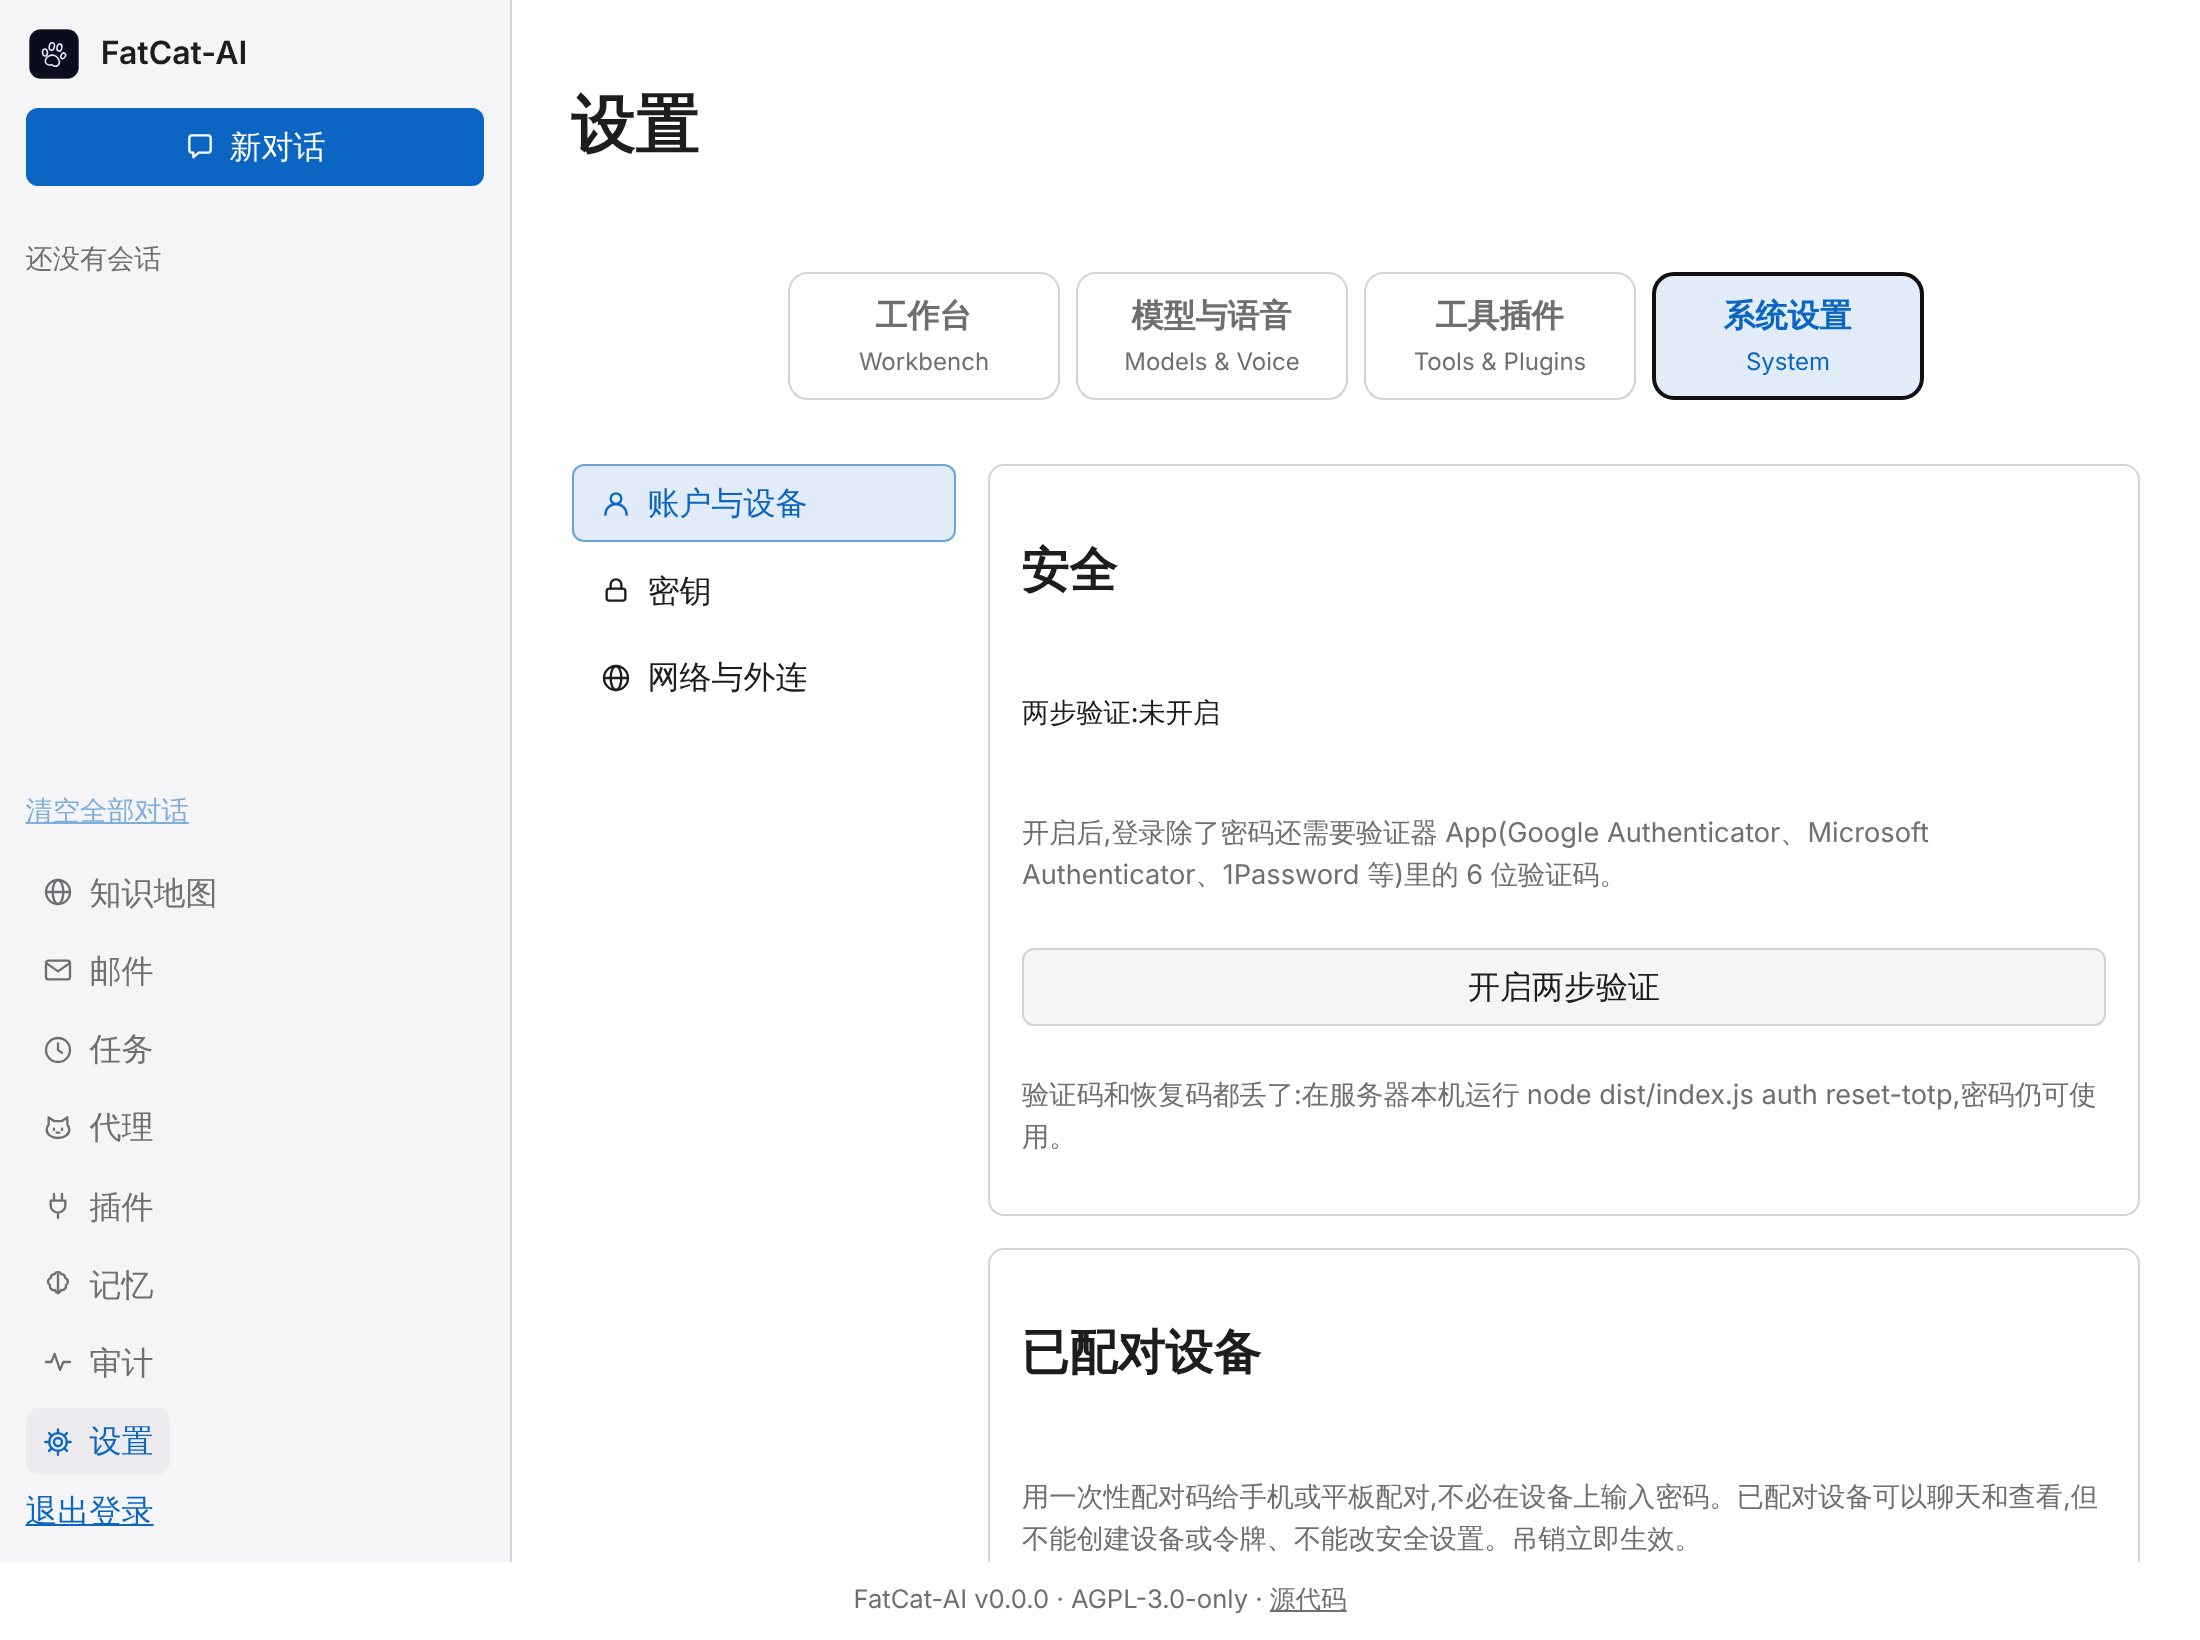 FatCat-AI
新对话
还没有会话
清空全部对话
知识地图
邮件
任务
代理
插件
记忆
审计
设置
退出登录
设置
工作台
Workbench
模型与语音
Models & Voice
工具插件
Tools & Plugins
系统设置
System
账户与设备
密钥
网络与外连
安全
两步验证:未开启
开启后,登录除了密码还需要验证器 App(Google Authenticator、Microsoft
Authenticator、1Password 等)里的 6 位验证码。
开启两步验证
验证码和恢复码都丢了:在服务器本机运行 node dist/index.js auth reset-totp,密码仍可使
用。
已配对设备
用一次性配对码给手机或平板配对,不必在设备上输入密码。已配对设备可以聊天和查看,但
不能创建设备或令牌、不能改安全设置。吊销立即生效。
FatCat-AI v0.0.0 · AGPL-3.0-only · 源代码